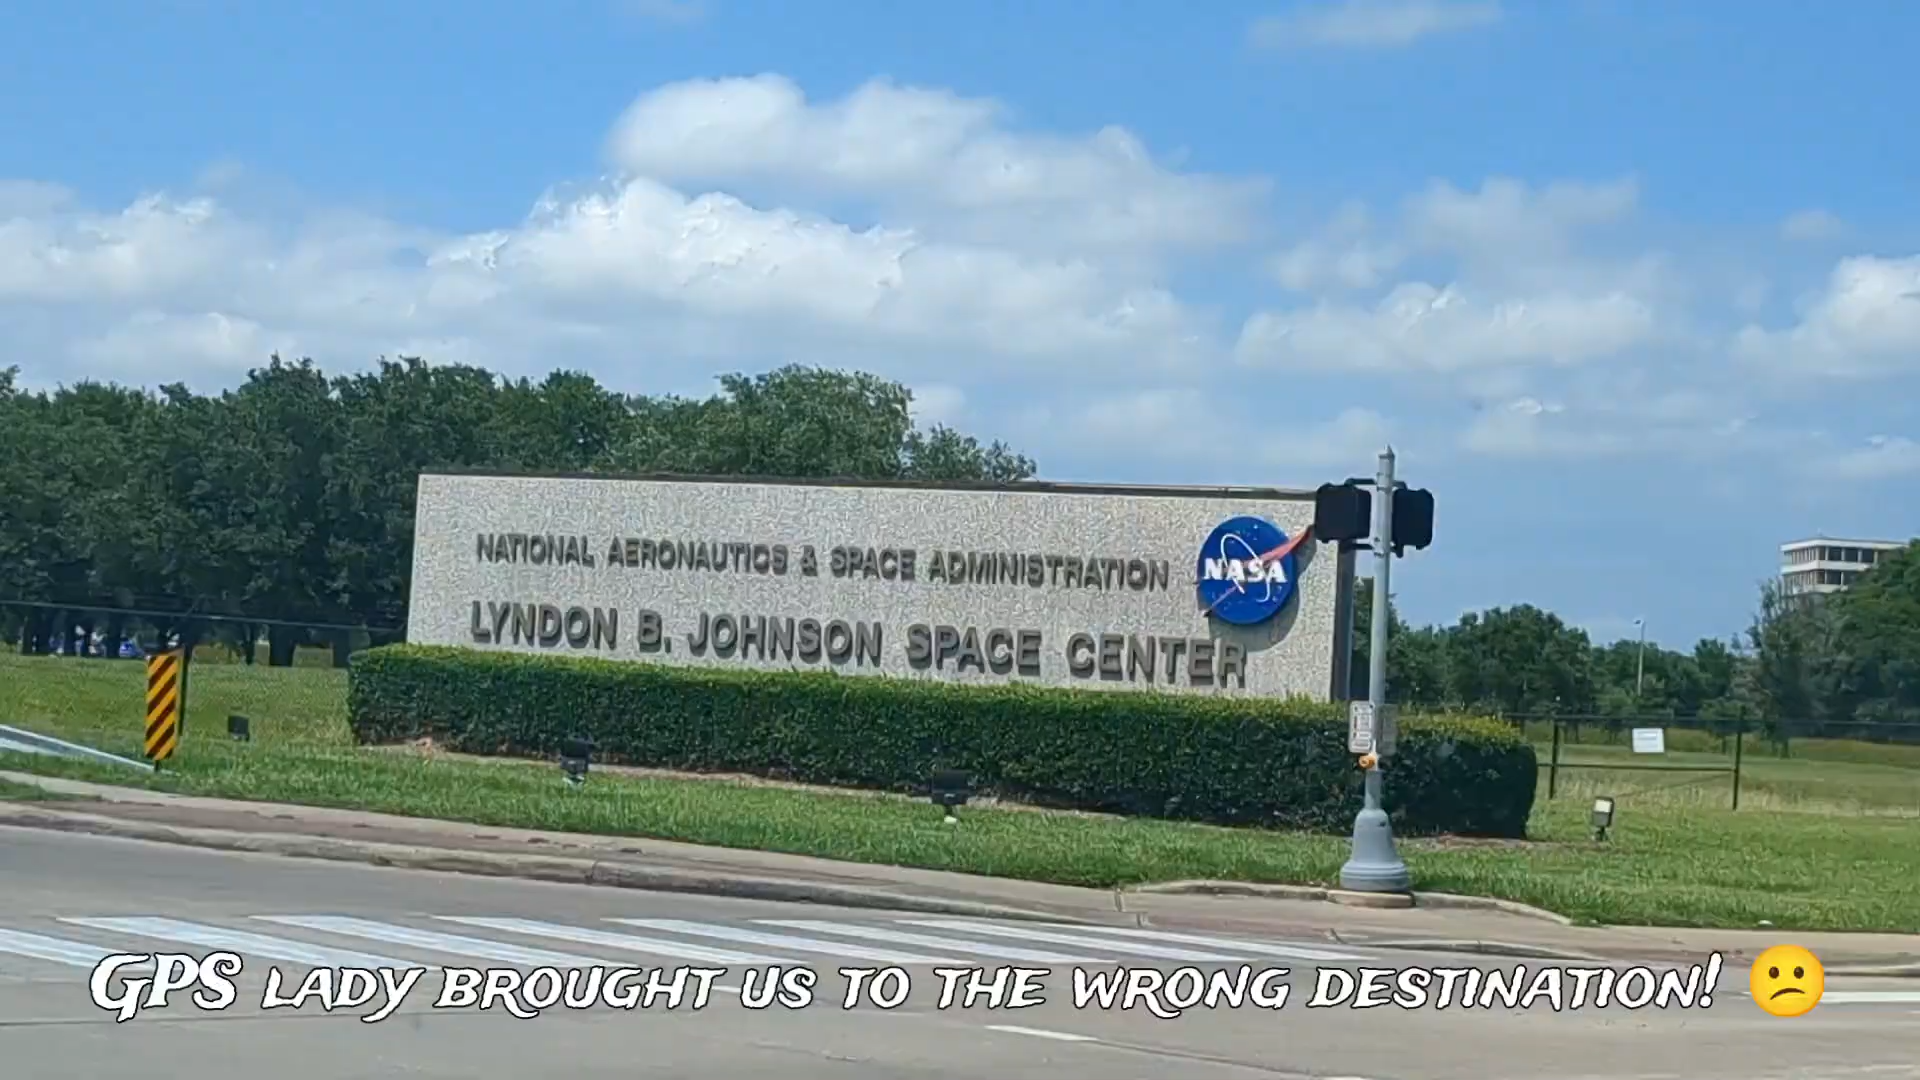 NATIONAL AERONAUTICS & SPACE ADMINISTRATION
NASA
LYNDON B. JOHNSON SPACE CENTER
GPS LADY BROUGHT US TO THE WRONG DESTINATION! 😕